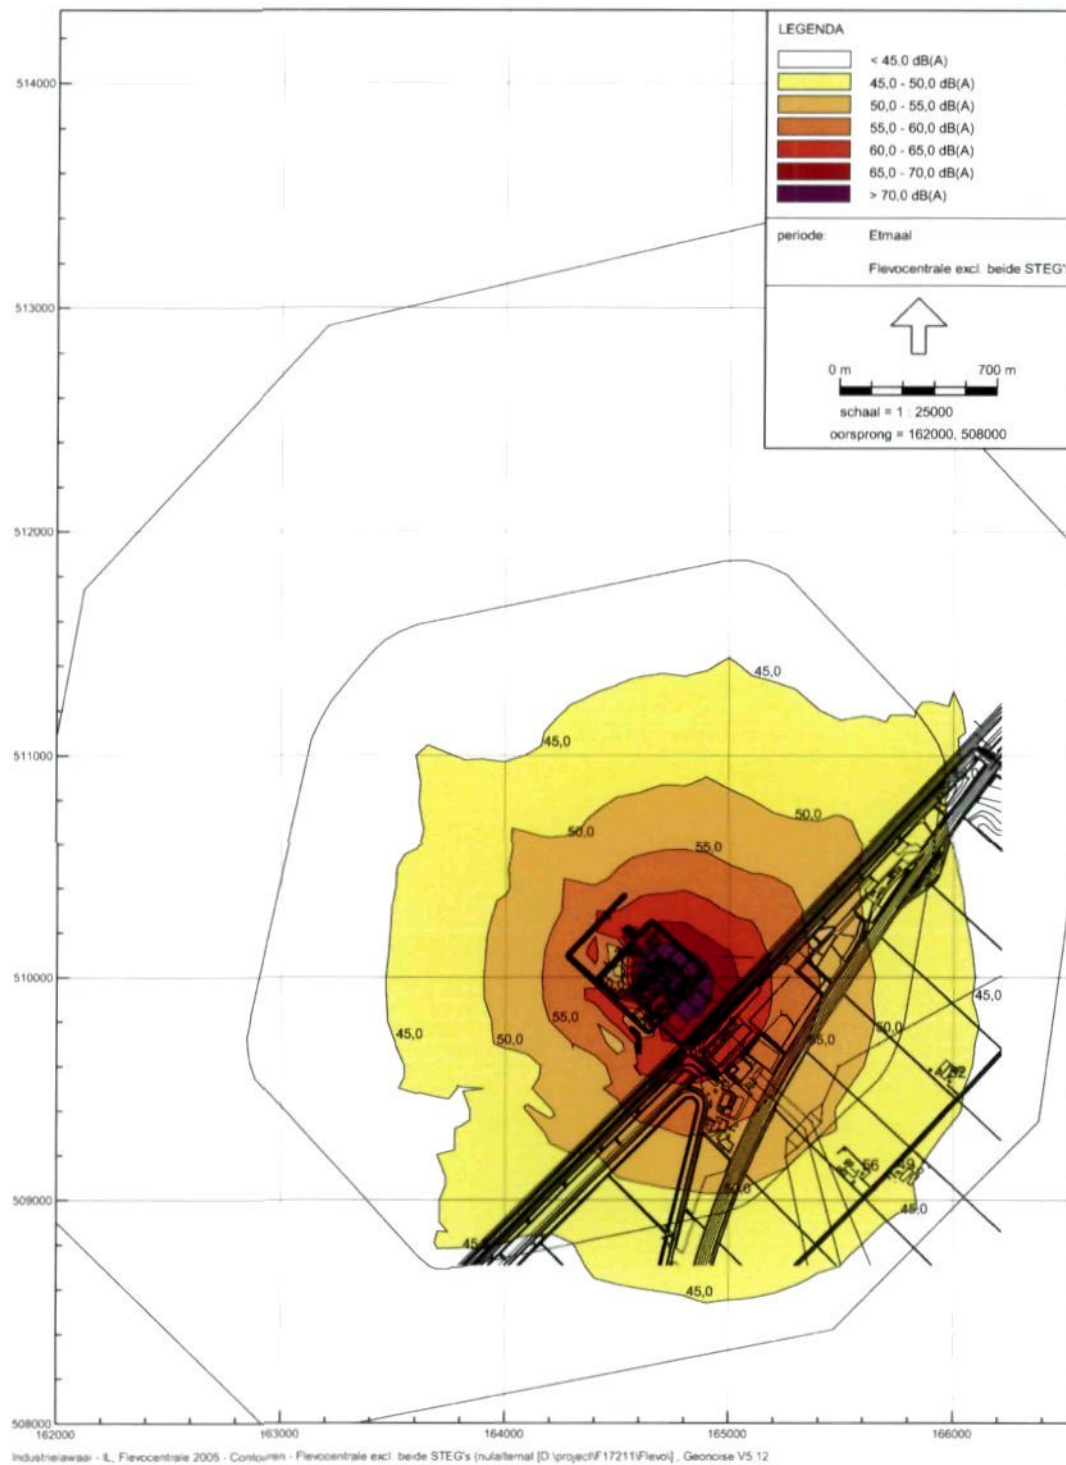 LEGENDA
< 45,0 dB(A)
45,0 - 50,0 dB(A)
50,0 - 55,0 dB(A)
55,0 - 60,0 dB(A)
60,0 - 65,0 dB(A)
65,0 - 70,0 dB(A)
> 70,0 dB(A)
periode: Etmaal
Flevocentrale excl. beide STEG's
0 m 700 m
schaal = 1 : 25000
oorsprong = 162000, 508000
514000
513000
512000
511000
510000
509000
508000
45,0
45,0
50,0
50,0
55,0
45,0
55,0
50,0
45,0
50,0
55,0
52
56
49
50,0
45,0
45,0
162000 163000 164000 165000 166000
Industrielawaai - IL, Flevocentrale 2005 - Contouren - Flevocentrale excl. beide STEG's (nulalternat [D:\project\F17211\Flevo\] , Geonoise V5.12